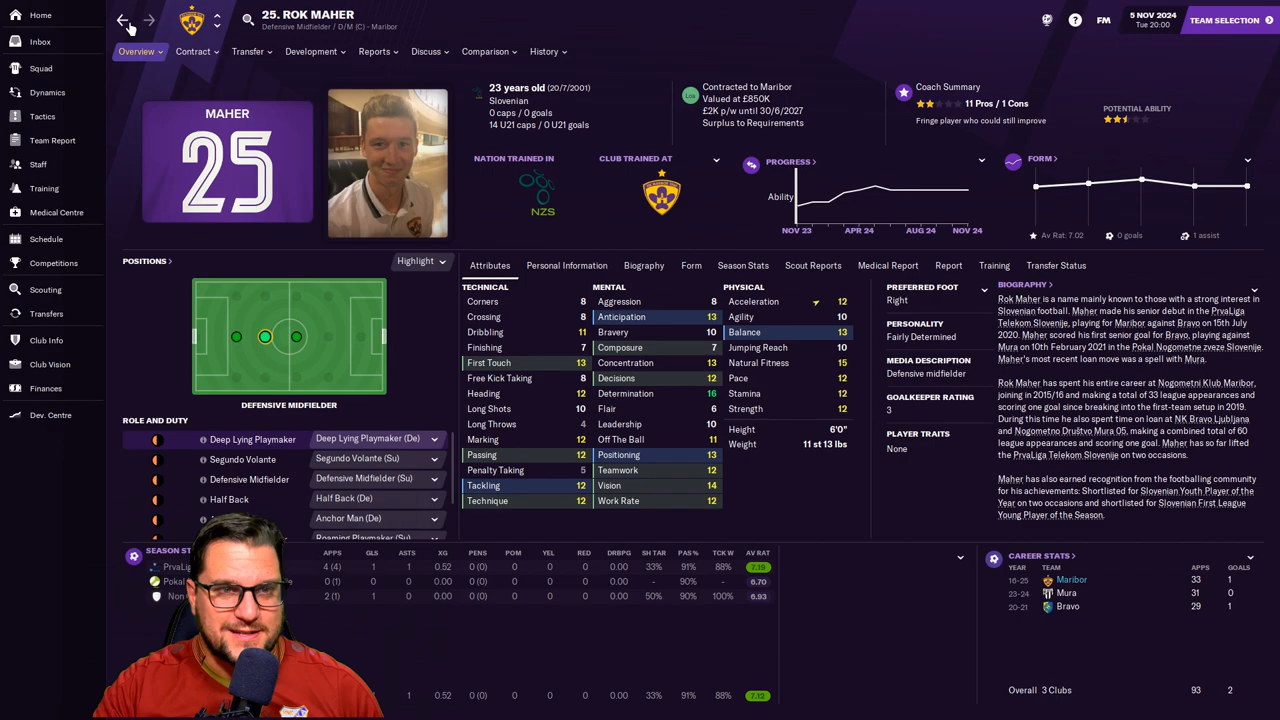 Home
Inbox
Squad
Dynamics
Tactics
Team Report
Staff
Training
Medical Centre
Schedule
Competitions
Scouting
Transfers
Club Info
Club Vision
Finances
Dev. Centre
25. ROK MAHER
Defensive Midfielder / D/M (C) - Maribor
? FM
5 NOV 2024
Tue 20:00
TEAM SELECTION
Overview Contract Transfer Development Reports Discuss Comparison History
MAHER
25
23 years old (20/7/2001)
Slovenian
0 caps / 0 goals
14 U21 caps / 0 U21 goals
Loa
Contracted to Maribor
Valued at £850K
£2K p/w until 30/6/2027
Surplus to Requirements
Coach Summary
11 Pros / 1 Cons
Fringe player who could still improve
POTENTIAL ABILITY
NATION TRAINED IN
NZS
CLUB TRAINED AT
PROGRESS
Ability
NOV 23 APR 24 AUG 24 NOV 24
FORM
Av Rat: 7.02 0 goals 1 assist
POSITIONS
Highlight
DEFENSIVE MIDFIELDER
ROLE AND DUTY
Deep Lying Playmaker Deep Lying Playmaker (De)
Segundo Volante Segundo Volante (Su)
Defensive Midfielder Defensive Midfielder (Su)
Half Back Half Back (De)
Anchor Man (De)
Roaming Playmaker (Su)
Attributes Personal Information Biography Form Season Stats Scout Reports Medical Report Report Training Transfer Status
TECHNICAL
Corners 8
Crossing 8
Dribbling 11
Finishing 7
First Touch 13
Free Kick Taking 8
Heading 12
Long Shots 10
Long Throws 4
Marking 12
Passing 12
Penalty Taking 5
Tackling 12
Technique 12
MENTAL
Aggression 8
Anticipation 13
Bravery 10
Composure 7
Concentration 13
Decisions 12
Determination 16
Flair 6
Leadership 10
Off The Ball 11
Positioning 13
Teamwork 12
Vision 14
Work Rate 12
PHYSICAL
Acceleration 12
Agility 10
Balance 13
Jumping Reach 10
Natural Fitness 15
Pace 12
Stamina 12
Strength 12
Height 6'0"
Weight 11 st 13 lbs
PREFERRED FOOT
Right
PERSONALITY
Fairly Determined
MEDIA DESCRIPTION
Defensive midfielder
GOALKEEPER RATING
3
PLAYER TRAITS
None
BIOGRAPHY
Rok Maher is a name mainly known to those with a strong interest in
Slovenian football. Maher made his senior debut in the PrvaLiga
Telekom Slovenije, playing for Maribor against Bravo on 15th July
2020. Maher scored his first senior goal for Bravo, playing against
Mura on 10th February 2021 in the Pokal Nogometne zveze Slovenije.
Maher's most recent loan move was a spell with Mura.
Rok Maher has spent his entire career at Nogometni Klub Maribor,
joining in 2015/16 and making a total of 33 league appearances and
scoring one goal since breaking into the first-team setup in 2019.
During this time he also spent time on loan at NK Bravo Ljubljana
Nogometno Društvo Mura 05, making a combined total of 60
league appearances and scoring one goal. Maher has so far lifted
the PrvaLiga Telekom Slovenije on two occasions.
Maher has also earned recognition from the footballing community
for his achievements: Shortlisted for Slovenian Youth Player of the
Year on two occasions and shortlisted for Slovenian First League
Young Player of the Season.
SEASON ST
APPS GLS ASTS XG PENS POM YEL RED DRBPG SH TAR PAS% TCK W AV RAT
PrvaL 4 (4) 1 1 0.52 0 (0) 0 0 0 0.00 33% 91% 88% 7.19
Pokal 0 (1) 0 0 0.00 0 (0) 0 0 0 0.00 - 90% - 6.70
Non 2 (1) 1 0 0.00 0 (0) 0 0 0 0.00 50% 90% 100% 6.93
1 0.52 0 (0) 0 0 0 0.00 33% 91% 88% 7.12
CAREER STATS
YEAR TEAM APPS GOALS
16-25 Maribor 33 1
23-24 Mura 31 0
20-21 Bravo 29 1
Overall 3 Clubs 93 2